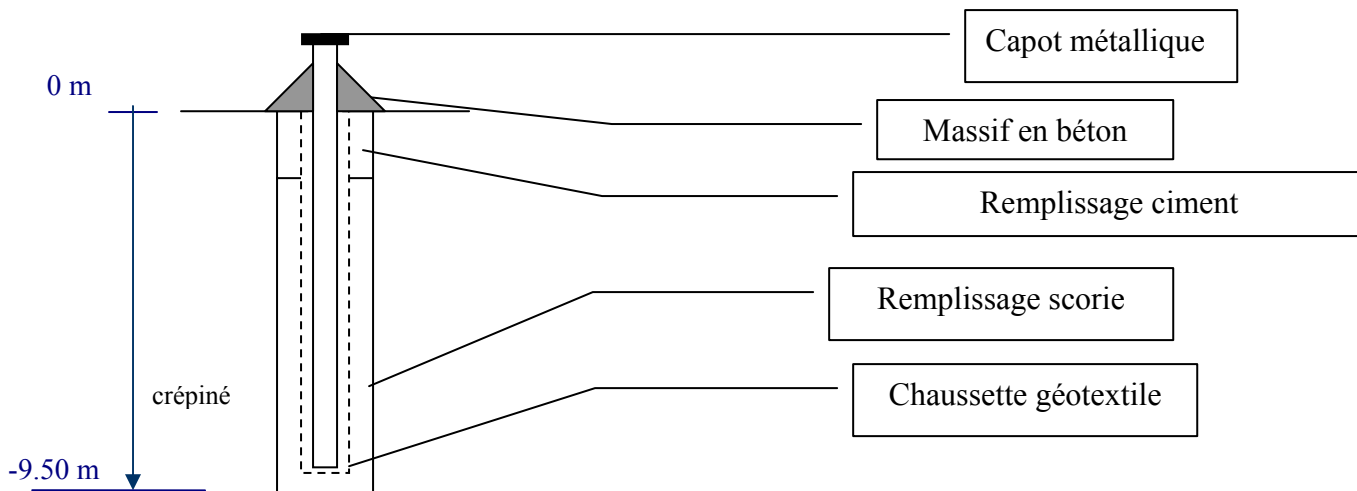 Capot métallique
0 m
Massif en béton
Remplissage ciment
Remplissage scorie
crépiné
Chaussette géotextile
-9.50 m